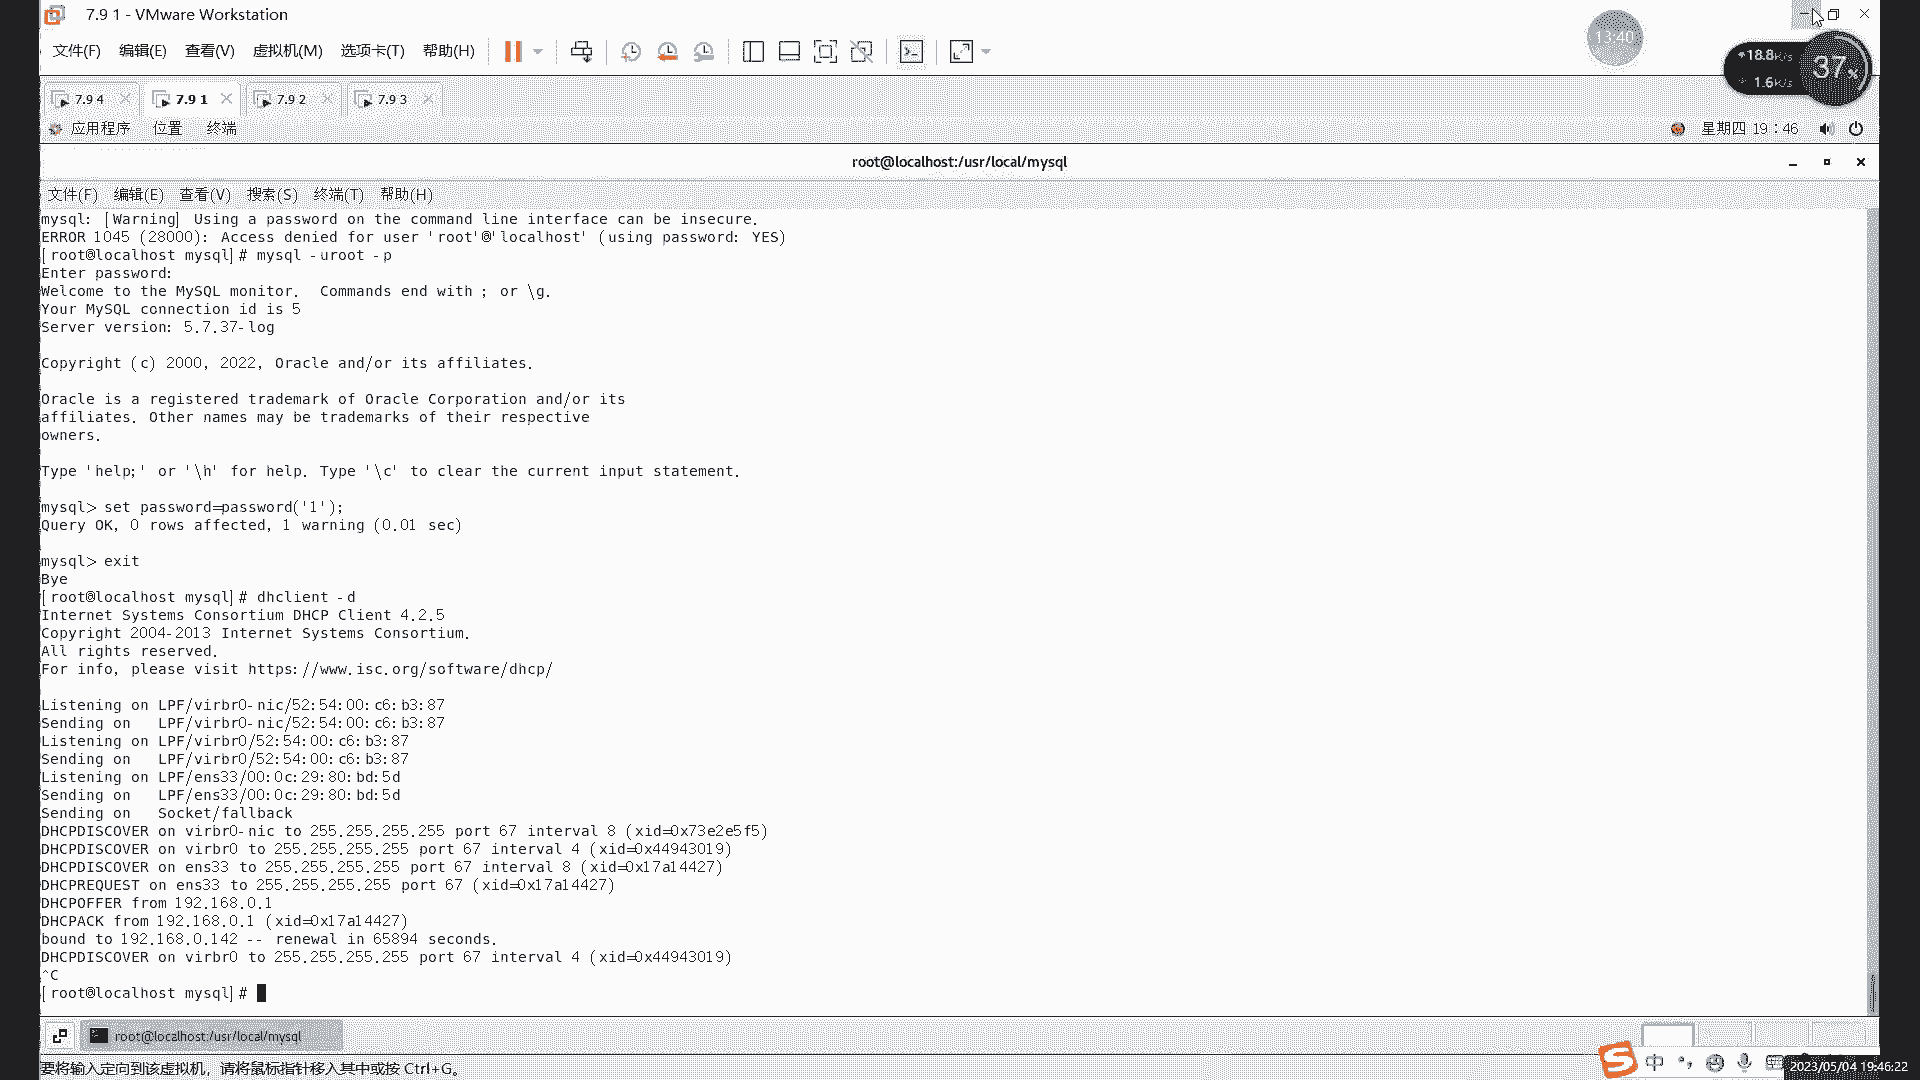 7.9 1 - VMware Workstation
13:40
文件(F) 编辑(E) 查看(V) 虚拟机(M) 选项卡(T) 帮助(H)
18.8K/s
37%
1.6K/s
7.9 4 7.9 1 7.9 2 7.9 3
应用程序 位置 终端 星期四 19：46
root@localhost:/usr/local/mysql
文件(F) 编辑(E) 查看(V) 搜索(S) 终端(T) 帮助(H)
mysql: [Warning] Using a password on the command line interface can be insecure.
ERROR 1045 (28000): Access denied for user 'root'@'localhost' (using password: YES)
[root@localhost mysql]# mysql -uroot -p
Enter password:
Welcome to the MySQL monitor.  Commands end with ; or \g.
Your MySQL connection id is 5
Server version: 5.7.37-log
Copyright (c) 2000, 2022, Oracle and/or its affiliates.
Oracle is a registered trademark of Oracle Corporation and/or its
affiliates. Other names may be trademarks of their respective
owners.
Type 'help;' or '\h' for help. Type '\c' to clear the current input statement.
mysql> set password=password('1');
Query OK, 0 rows affected, 1 warning (0.01 sec)
mysql> exit
Bye
[root@localhost mysql]# dhclient -d
Internet Systems Consortium DHCP Client 4.2.5
Copyright 2004-2013 Internet Systems Consortium.
All rights reserved.
For info, please visit https://www.isc.org/software/dhcp/
Listening on LPF/virbr0-nic/52:54:00:c6:b3:87
Sending on   LPF/virbr0-nic/52:54:00:c6:b3:87
Listening on LPF/virbr0/52:54:00:c6:b3:87
Sending on   LPF/virbr0/52:54:00:c6:b3:87
Listening on LPF/ens33/00:0c:29:80:bd:5d
Sending on   LPF/ens33/00:0c:29:80:bd:5d
Sending on   Socket/fallback
DHCPDISCOVER on virbr0-nic to 255.255.255.255 port 67 interval 8 (xid=0x73e2e5f5)
DHCPDISCOVER on virbr0 to 255.255.255.255 port 67 interval 4 (xid=0x44943019)
DHCPDISCOVER on ens33 to 255.255.255.255 port 67 interval 8 (xid=0x17a14427)
DHCPREQUEST on ens33 to 255.255.255.255 port 67 (xid=0x17a14427)
DHCPOFFER from 192.168.0.1
DHCPACK from 192.168.0.1 (xid=0x17a14427)
bound to 192.168.0.142 -- renewal in 65894 seconds.
DHCPDISCOVER on virbr0 to 255.255.255.255 port 67 interval 4 (xid=0x44943019)
^C
[root@localhost mysql]#
root@localhost:/usr/local/mysql
要将输入定向到该虚拟机，请将鼠标指针移入其中或按 Ctrl+G。
中
2023/05/04 19:46:22